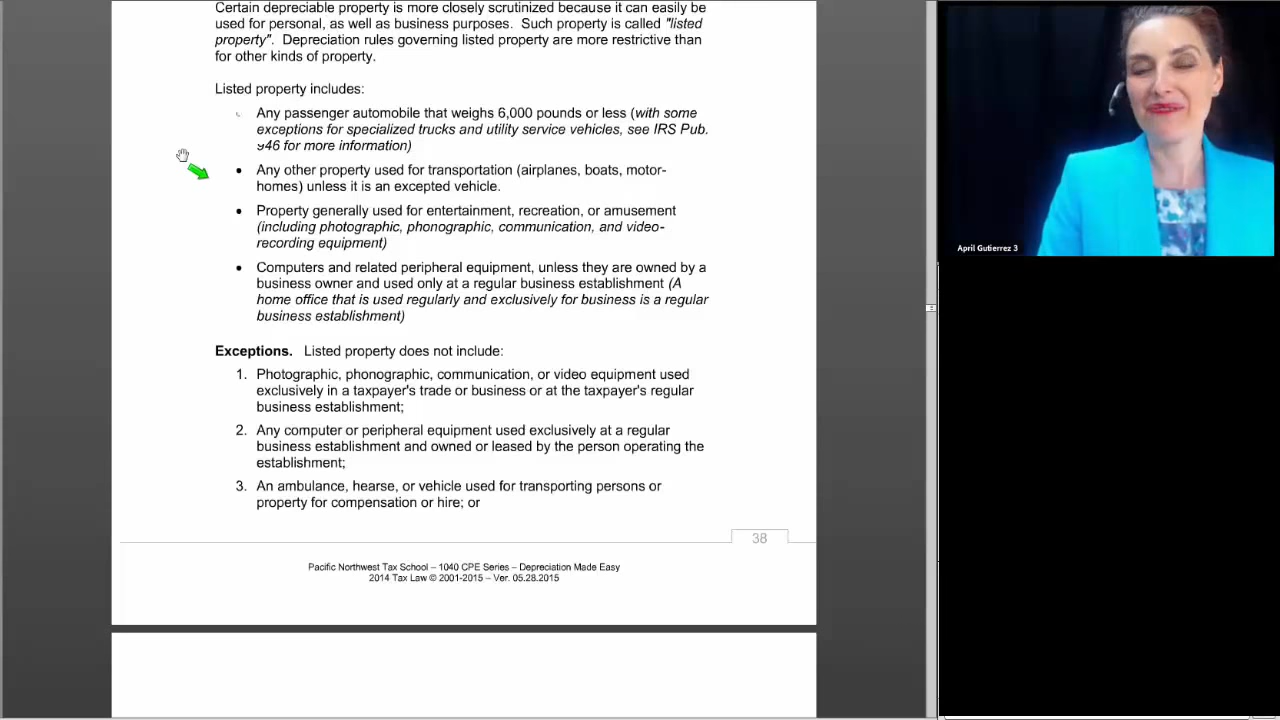 Certain depreciable property is more closely scrutinized because it can easily be
used for personal, as well as business purposes. Such property is called "listed
property". Depreciation rules governing listed property are more restrictive than
for other kinds of property.
Listed property includes:
Any passenger automobile that weighs 6,000 pounds or less (with some
exceptions for specialized trucks and utility service vehicles, see IRS Pub.
946 for more information)
• Any other property used for transportation (airplanes, boats, motor-
homes) unless it is an excepted vehicle.
• Property generally used for entertainment, recreation, or amusement
(including photographic, phonographic, communication, and video-
recording equipment)
• Computers and related peripheral equipment, unless they are owned by a
business owner and used only at a regular business establishment (A
home office that is used regularly and exclusively for business is a regular
business establishment)
Exceptions. Listed property does not include:
1. Photographic, phonographic, communication, or video equipment used
exclusively in a taxpayer's trade or business or at the taxpayer's regular
business establishment;
2. Any computer or peripheral equipment used exclusively at a regular
business establishment and owned or leased by the person operating the
establishment;
3. An ambulance, hearse, or vehicle used for transporting persons or
property for compensation or hire; or
38
Pacific Northwest Tax School – 1040 CPE Series – Depreciation Made Easy
2014 Tax Law © 2001-2015 – Ver. 05.28.2015
April Gutierrez 3